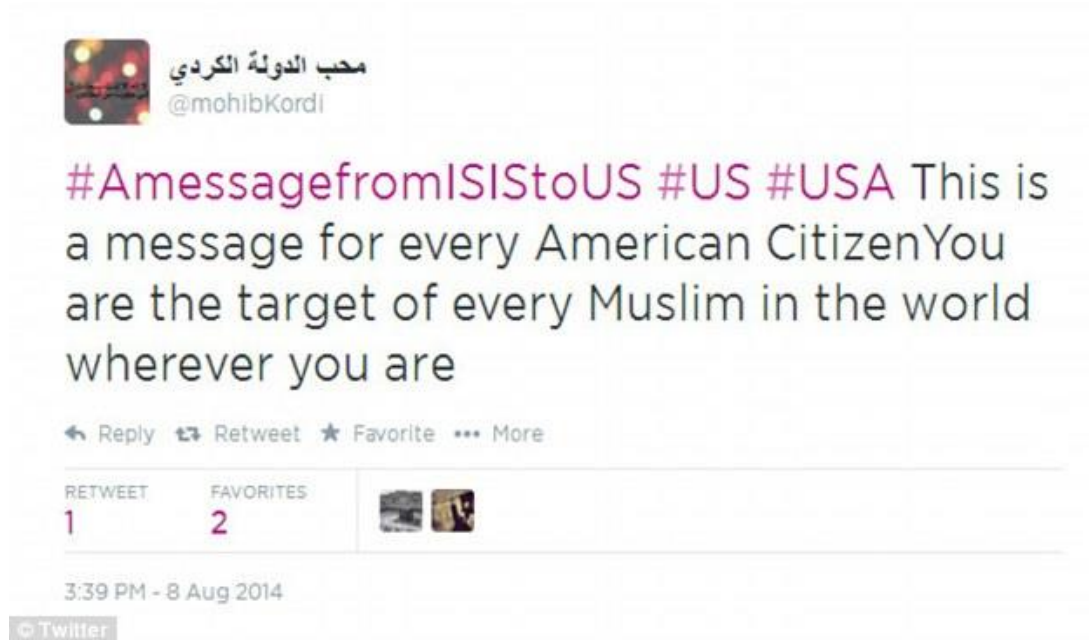 محب الدولة الكردي
@mohibKordi
#AmessagefromISIStoUS #US #USA This is
a message for every American CitizenYou
are the target of every Muslim in the world
wherever you are
Reply Retweet Favorite More
RETWEET FAVORITES
1 2
3:39 PM - 8 Aug 2014
© Twitter